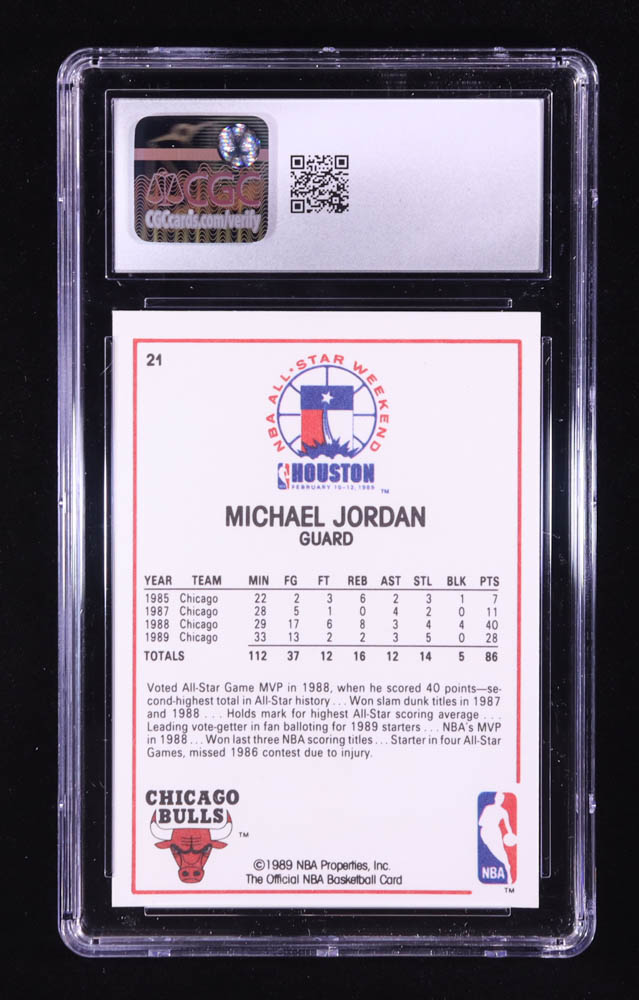 CGC
CGCcards.com/verify
21
NBA ALL-STAR WEEKEND
HOUSTON
FEBRUARY 10-12, 1989
TM
MICHAEL JORDAN
GUARD
YEAR TEAM MIN FG FT REB AST STL BLK PTS
1985 Chicago 22 2 3 6 2 3 1 7
1987 Chicago 28 5 1 0 4 2 0 11
1988 Chicago 29 17 6 8 3 4 4 40
1989 Chicago 33 13 2 2 3 5 0 28
TOTALS 112 37 12 16 12 14 5 86
Voted All-Star Game MVP in 1988, when he scored 40 points—se-
cond-highest total in All-Star history . . . Won slam dunk titles in 1987
and 1988 . . . Holds mark for highest All-Star scoring average . . .
Leading vote-getter in fan balloting for 1989 starters . . . NBA's MVP
in 1988 . . . Won last three NBA scoring titles . . . Starter in four All-Star
Games, missed 1986 contest due to injury.
CHICAGO
BULLS
TM
©1989 NBA Properties, Inc.
The Official NBA Basketball Card
NBA
TM